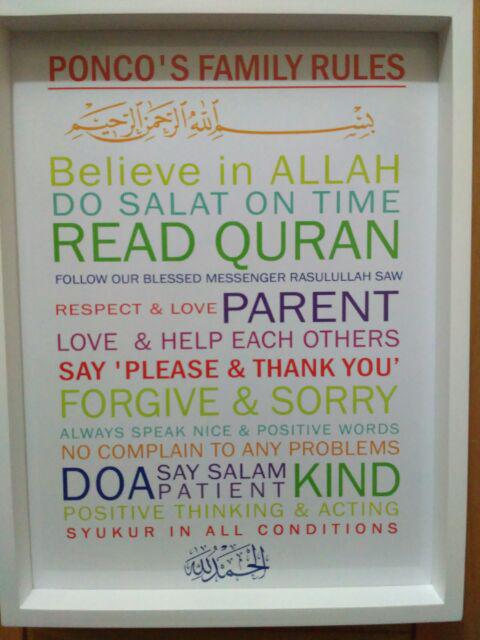 PONCO'S FAMILY RULES
بسم الله الرحمن الرحيم
Believe in ALLAH
DO SALAT ON TIME
READ QURAN
FOLLOW OUR BLESSED MESSENGER RASULULLAH SAW
RESPECT & LOVE PARENT
LOVE & HELP EACH OTHERS
SAY 'PLEASE & THANK YOU’
FORGIVE & SORRY
ALWAYS SPEAK NICE & POSITIVE WORDS
NO COMPLAIN TO ANY PROBLEMS
DOA SAY SALAM PATIENT KIND
POSITIVE THINKING & ACTING
SYUKUR IN ALL CONDITIONS
الحمد لله